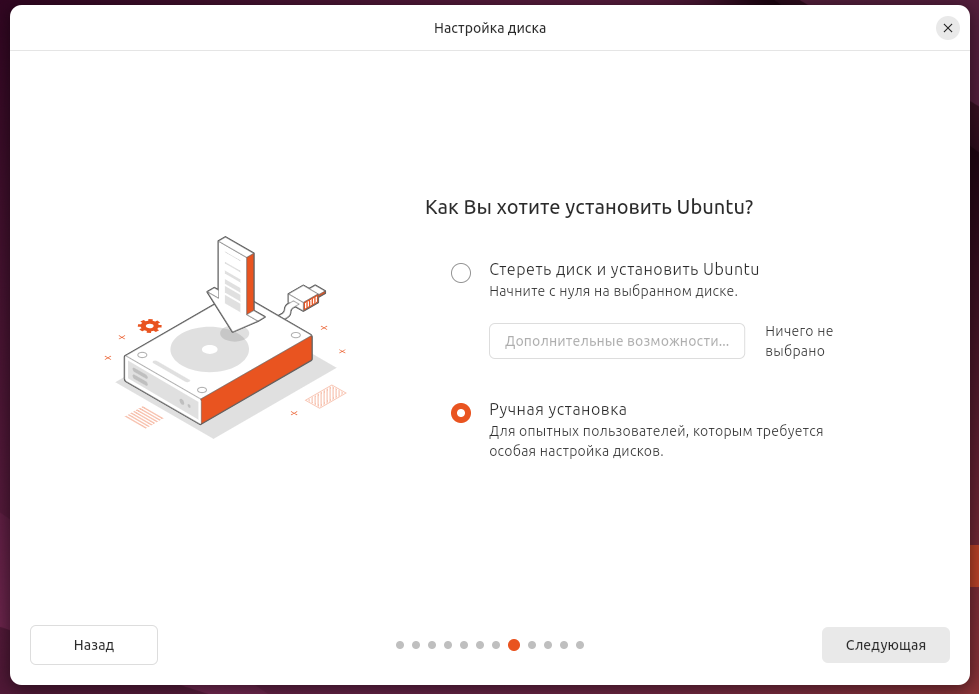 Настройка диска
Как Вы хотите установить Ubuntu?
Стереть диск и установить Ubuntu
Начните с нуля на выбранном диске.
Дополнительные возможности...
Ничего не
выбрано
Ручная установка
Для опытных пользователей, которым требуется
особая настройка дисков.
Назад
Следующая